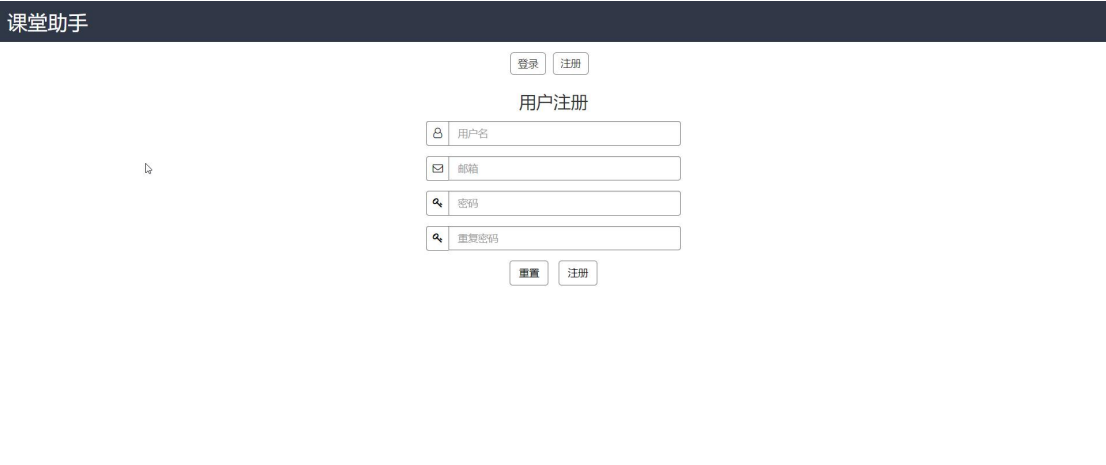 课堂助手
登录 注册
用户注册
用户名
邮箱
密码
重复密码
重置 注册